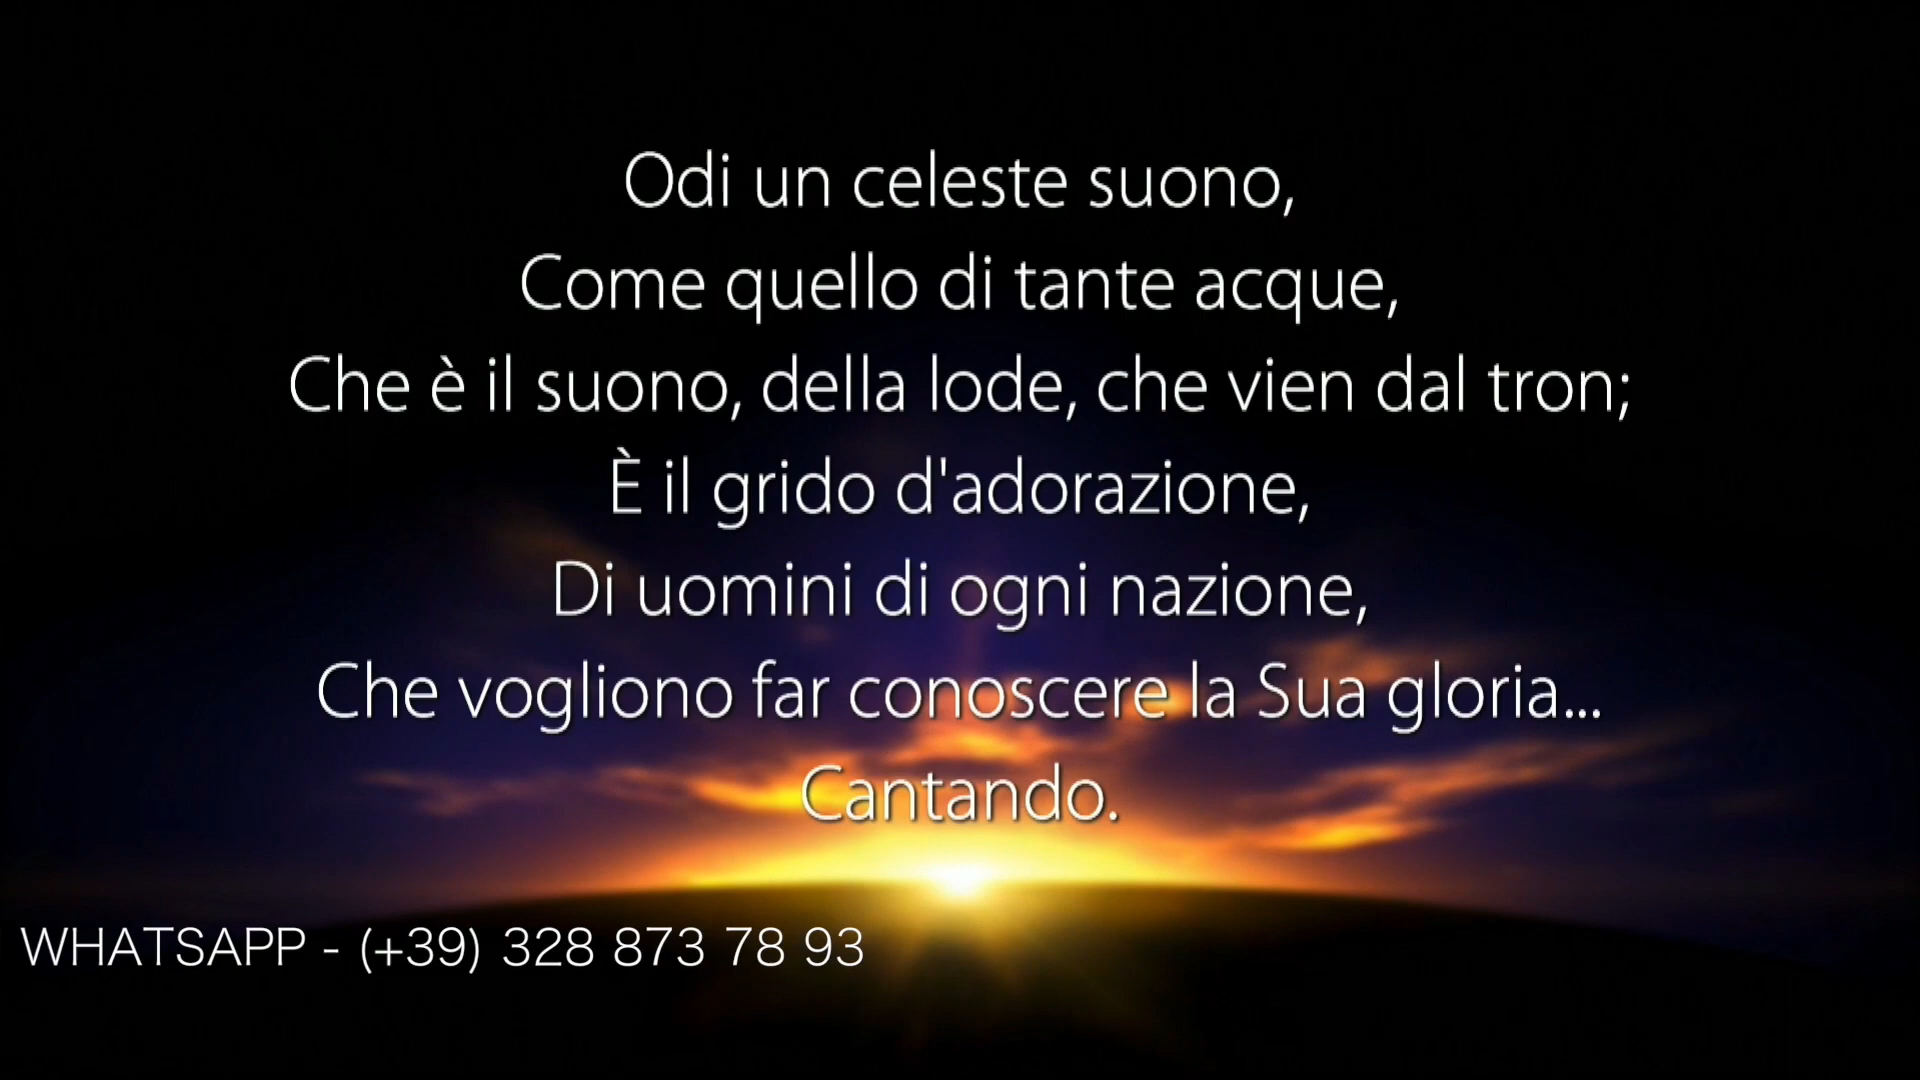 Odi un celeste suono,
Come quello di tante acque,
Che è il suono, della lode, che vien dal tron;
È il grido d'adorazione,
Di uomini di ogni nazione,
Che vogliono far conoscere la Sua gloria...
Cantando.
WHATSAPP - (+39) 328 873 78 93